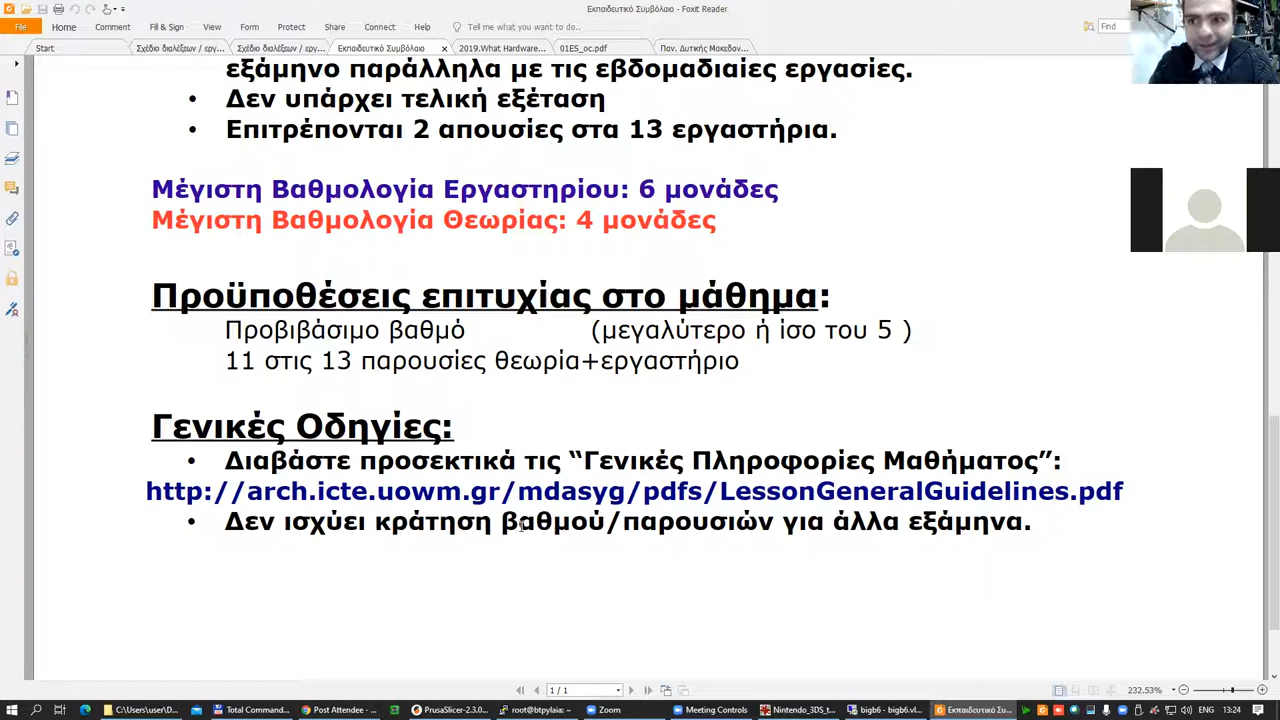 Εκπαιδευτικό Συμβόλαιο - Foxit Reader
File Home Comment Fill & Sign View Form Protect Share Connect Help Tell me what you want to do... Find
Start Σχέδιο διαλέξεων / εργ... Σχέδιο διαλέξεων / εργ... Εκπαιδευτικό Συμβόλαιο 2019.What Hardware... 01ES_oc.pdf Παν. Δυτικής Μακεδον...
εξάμηνο παράλληλα με τις εβδομαδιαίες εργασίες.
• Δεν υπάρχει τελική εξέταση
• Επιτρέπονται 2 απουσίες στα 13 εργαστήρια.
Μέγιστη Βαθμολογία Εργαστηρίου: 6 μονάδες
Μέγιστη Βαθμολογία Θεωρίας: 4 μονάδες
Προϋποθέσεις επιτυχίας στο μάθημα:
Προβιβάσιμο βαθμό (μεγαλύτερο ή ίσο του 5 )
11 στις 13 παρουσίες θεωρία+εργαστήριο
Γενικές Οδηγίες:
• Διαβάστε προσεκτικά τις “Γενικές Πληροφορίες Μαθήματος”:
http://arch.icte.uowm.gr/mdasyg/pdfs/LessonGeneralGuidelines.pdf
• Δεν ισχύει κράτηση βαθμού/παρουσιών για άλλα εξάμηνα.
1 / 1 232.53%
C:\Users\user\D... Total Command... Post Attendee -... PrusaSlicer-2.3.0... root@btpylaia: ~ Zoom Meeting Controls Nintendo_3DS_t... bigb6 - bigb6.vl... Εκπαιδευτικό Συ... ENG 13:24